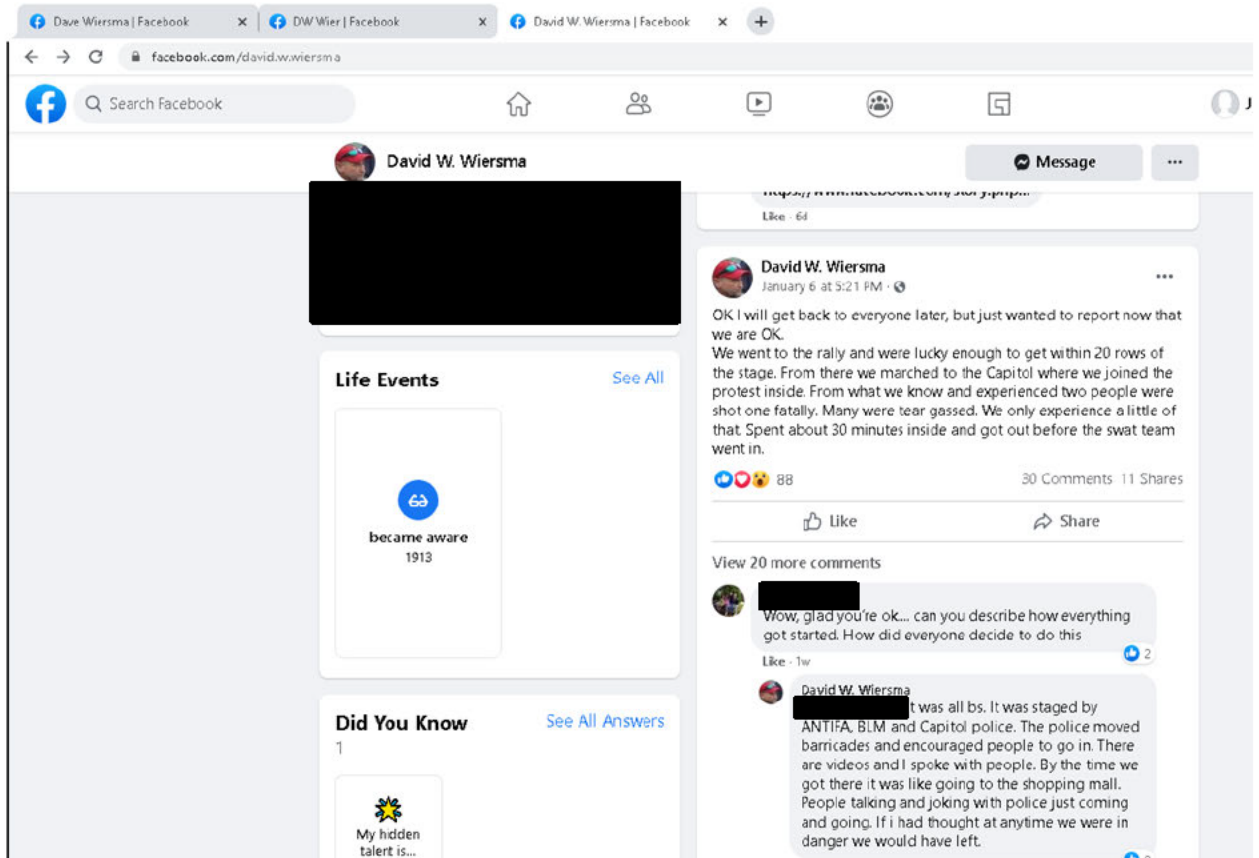 Dave Wiersma | Facebook
DW Wier | Facebook
David W. Wiersma | Facebook
facebook.com/david.w.wiersma
Search Facebook
J
David W. Wiersma
Message
Like · 6d
Life Events
See All
became aware
1913
Did You Know
See All Answers
1
My hidden
talent is...
David W. Wiersma
January 6 at 5:21 PM ·
OK I will get back to everyone later, but just wanted to report now that
we are OK.
We went to the rally and were lucky enough to get within 20 rows of
the stage. From there we marched to the Capitol where we joined the
protest inside. From what we know and experienced two people were
shot one fatally. Many were tear gassed. We only experience a little of
that. Spent about 30 minutes inside and got out before the swat team
went in.
88
30 Comments 11 Shares
Like
Share
View 20 more comments
Wow, glad you're ok... can you describe how everything
got started. How did everyone decide to do this
Like · 1w
2
David W. Wiersma
t was all bs. It was staged by
ANTIFA, BLM and Capitol police. The police moved
barricades and encouraged people to go in. There
are videos and I spoke with people. By the time we
got there it was like going to the shopping mall.
People talking and joking with police just coming
and going. If i had thought at anytime we were in
danger we would have left.